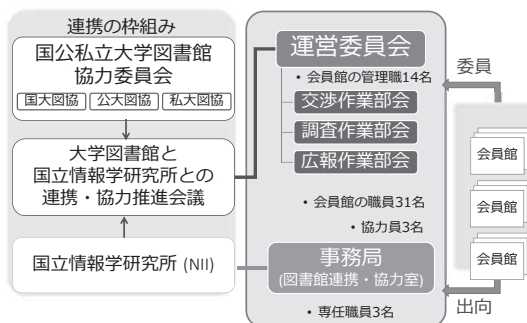 連携の枠組み
国公私立大学図書館
協力委員会
国大図協
公大図協
私大図協
大学図書館と
国立情報学研究所との
連携・協力推進会議
国立情報学研究所 (NII)
運営委員会
・会員館の管理職14名
交渉作業部会
調査作業部会
広報作業部会
・会員館の職員31名
・協力員3名
事務局
(図書館連携・協力室)
・専任職員3名
委員
会員館
会員館
会員館
出向